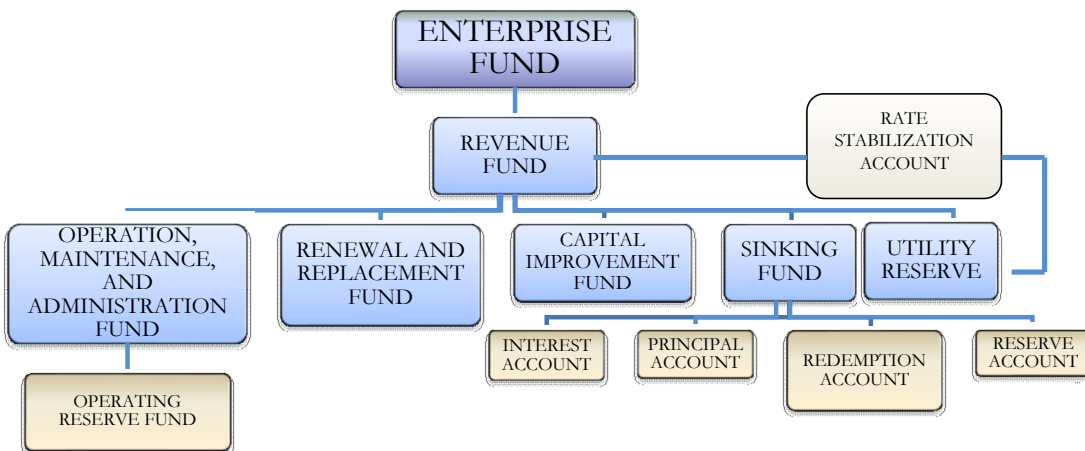 ENTERPRISE
FUND
REVENUE
FUND
RATE
STABILIZATION
ACCOUNT
OPERATION,
MAINTENANCE,
AND
ADMINISTRATION
FUND
RENEWAL AND
REPLACEMENT
FUND
CAPITAL
IMPROVEMENT
FUND
SINKING
FUND
UTILITY
RESERVE
OPERATING
RESERVE FUND
INTEREST
ACCOUNT
PRINCIPAL
ACCOUNT
REDEMPTION
ACCOUNT
RESERVE
ACCOUNT